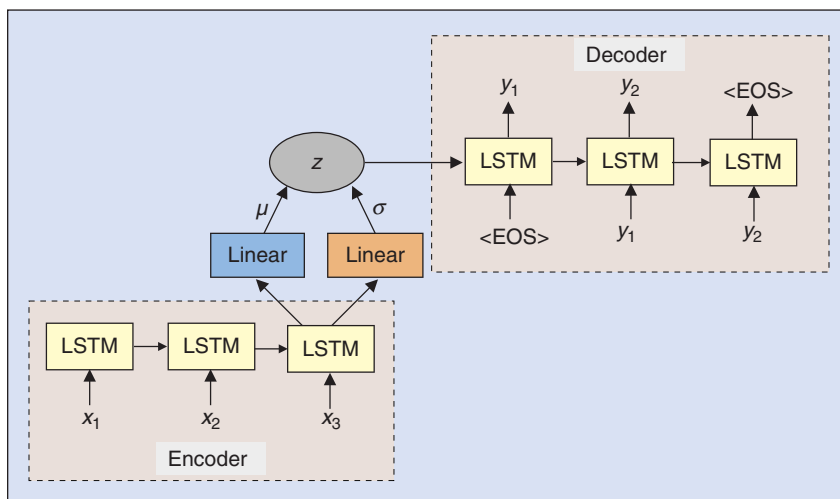 Decoder
y1 y2 <EOS>
LSTM LSTM LSTM
<EOS> y1 y2
z
μ σ
Linear Linear
LSTM LSTM LSTM
x1 x2 x3
Encoder